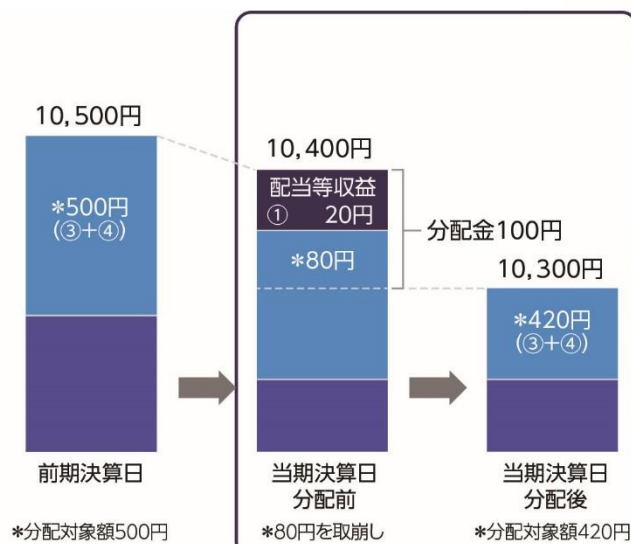 10,500円
*500円
(③+④)
前期決算日
*分配対象額500円
10,400円
配当等収益
① 20円
*80円
分配金100円
当期決算日
分配前
*80円を取崩し
10,300円
*420円
(③+④)
当期決算日
分配後
*分配対象額420円